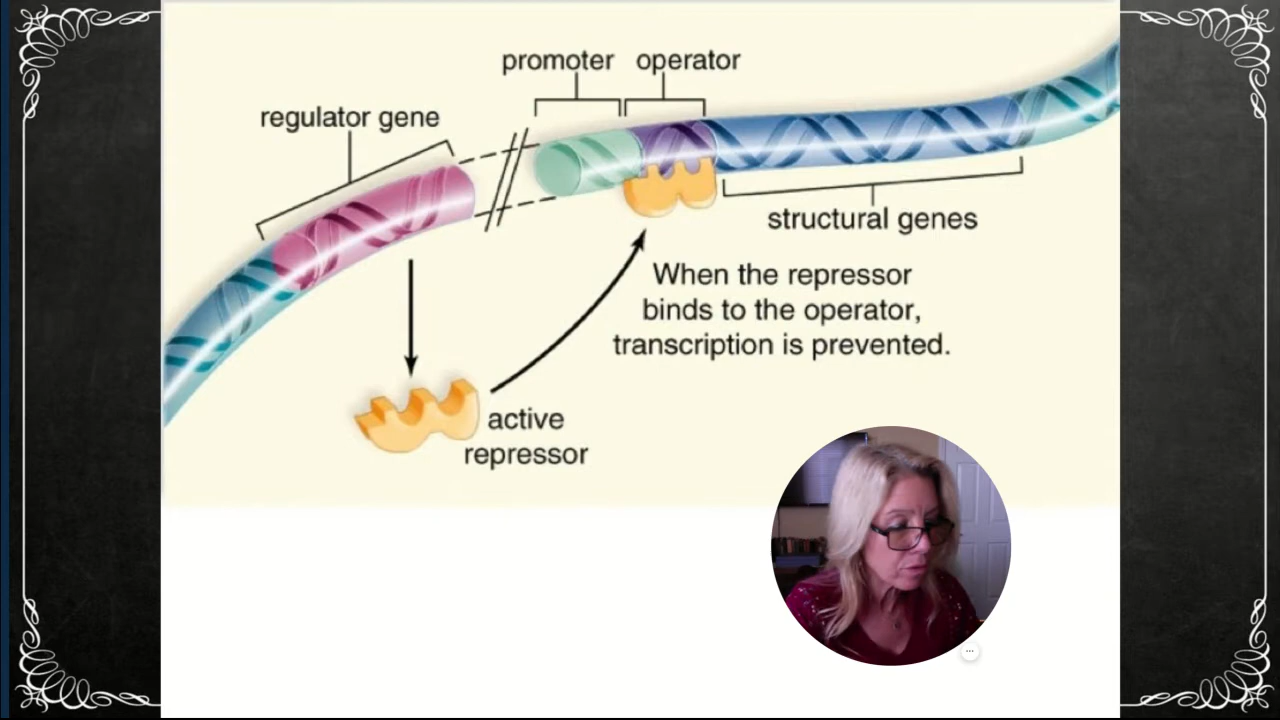 promoter operator
regulator gene
structural genes
When the repressor
binds to the operator,
transcription is prevented.
active
repressor